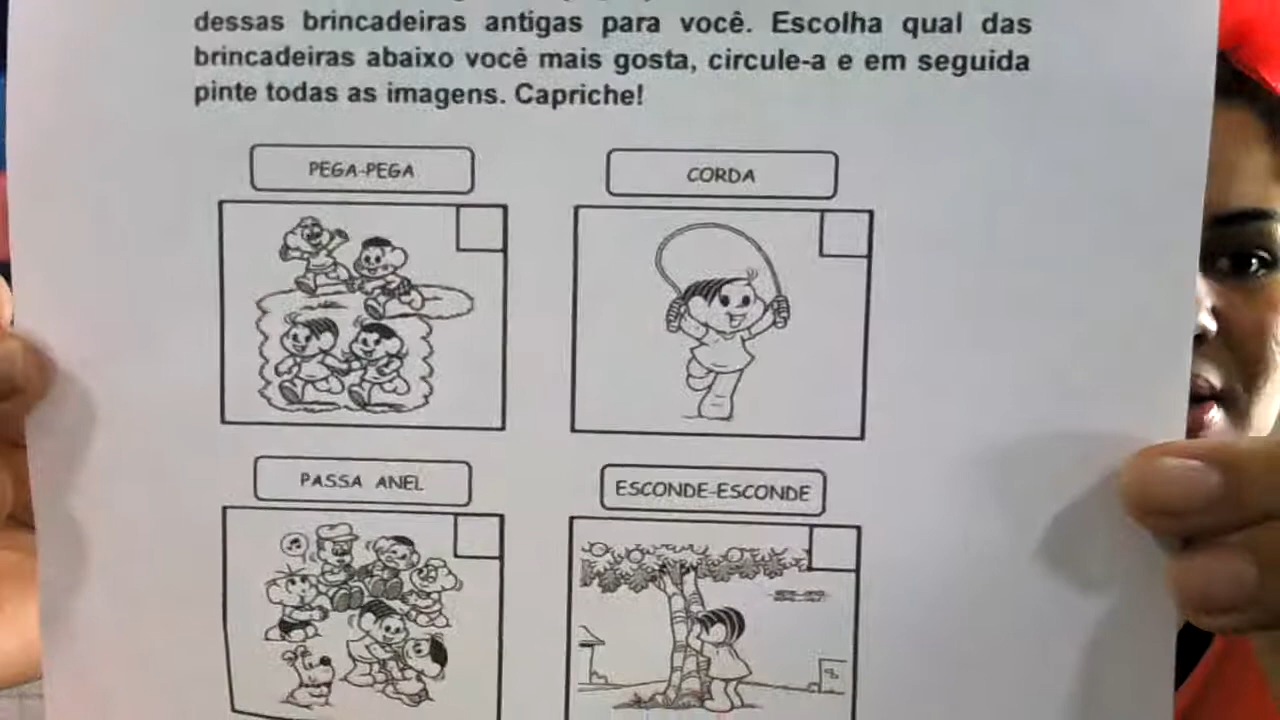 dessas brincadeiras antigas para você. Escolha qual das
brincadeiras abaixo você mais gosta, circule-a e em seguida
pinte todas as imagens. Capriche!
PEGA-PEGA
CORDA
PASSA ANEL
ESCONDE-ESCONDE